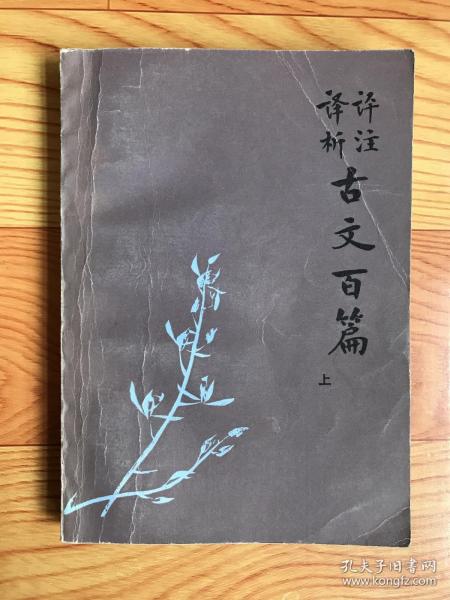 评注
译析
古文百篇
上
孔夫子旧书网
www.kongfz.com